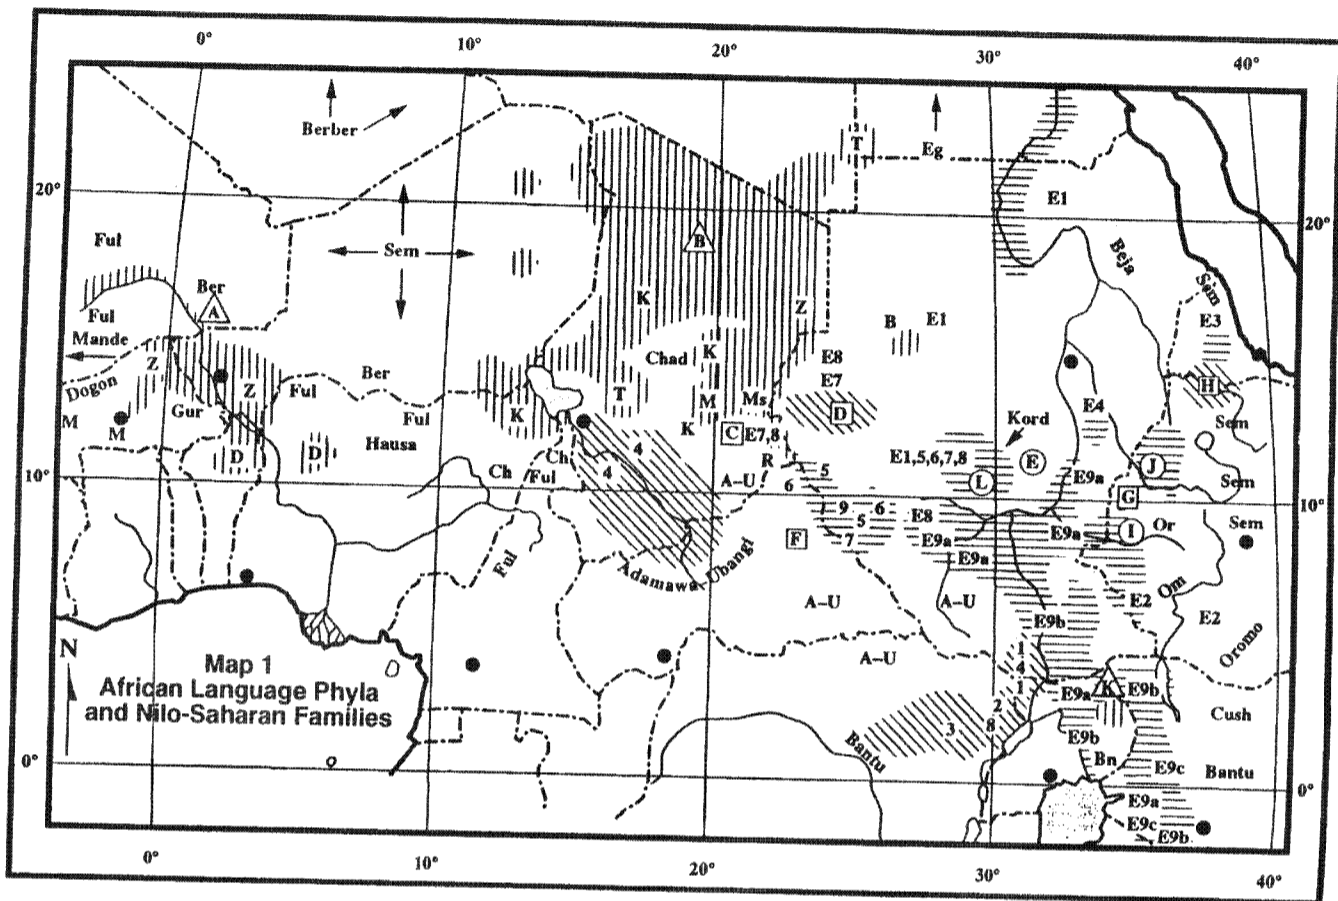 0°
10°
20°
30°
40°
Berber
Eg
T
20°
E1
20°
Ful
Sem
B
Beja
Sem
Ber
A
K
Z
B
E1
E3
Ful
Mande
Z
Chad
K
E8
Dogon
Z
Ful
Ber
E7
H
M
M
Gur
Ful
K
T
M
Ms
D
E4
Sem
K
C
E7,8
Kord
D
D
Hausa
Ch
Ch
4
4
R
E1,5,6,7,8
E
J
10°
Ful
A–U
6
5
L
E9a
G
Sem
10°
9
6
5
E8
7
F
E9a
E9a
E9a
I
Or
Sem
Ful
Adamawa–Ubangi
A–U
A–U
E2
Om
E2
E9b
A–U
Oromo
N
Map 1
African Language Phyla
and Nilo-Saharan Families
1
4
1
E9a
K
E9b
Cush
2
3
8
E9b
Bantu
Bn
E9c
Bantu
0°
0°
E9a
E9c
E9b
0°
10°
20°
30°
40°